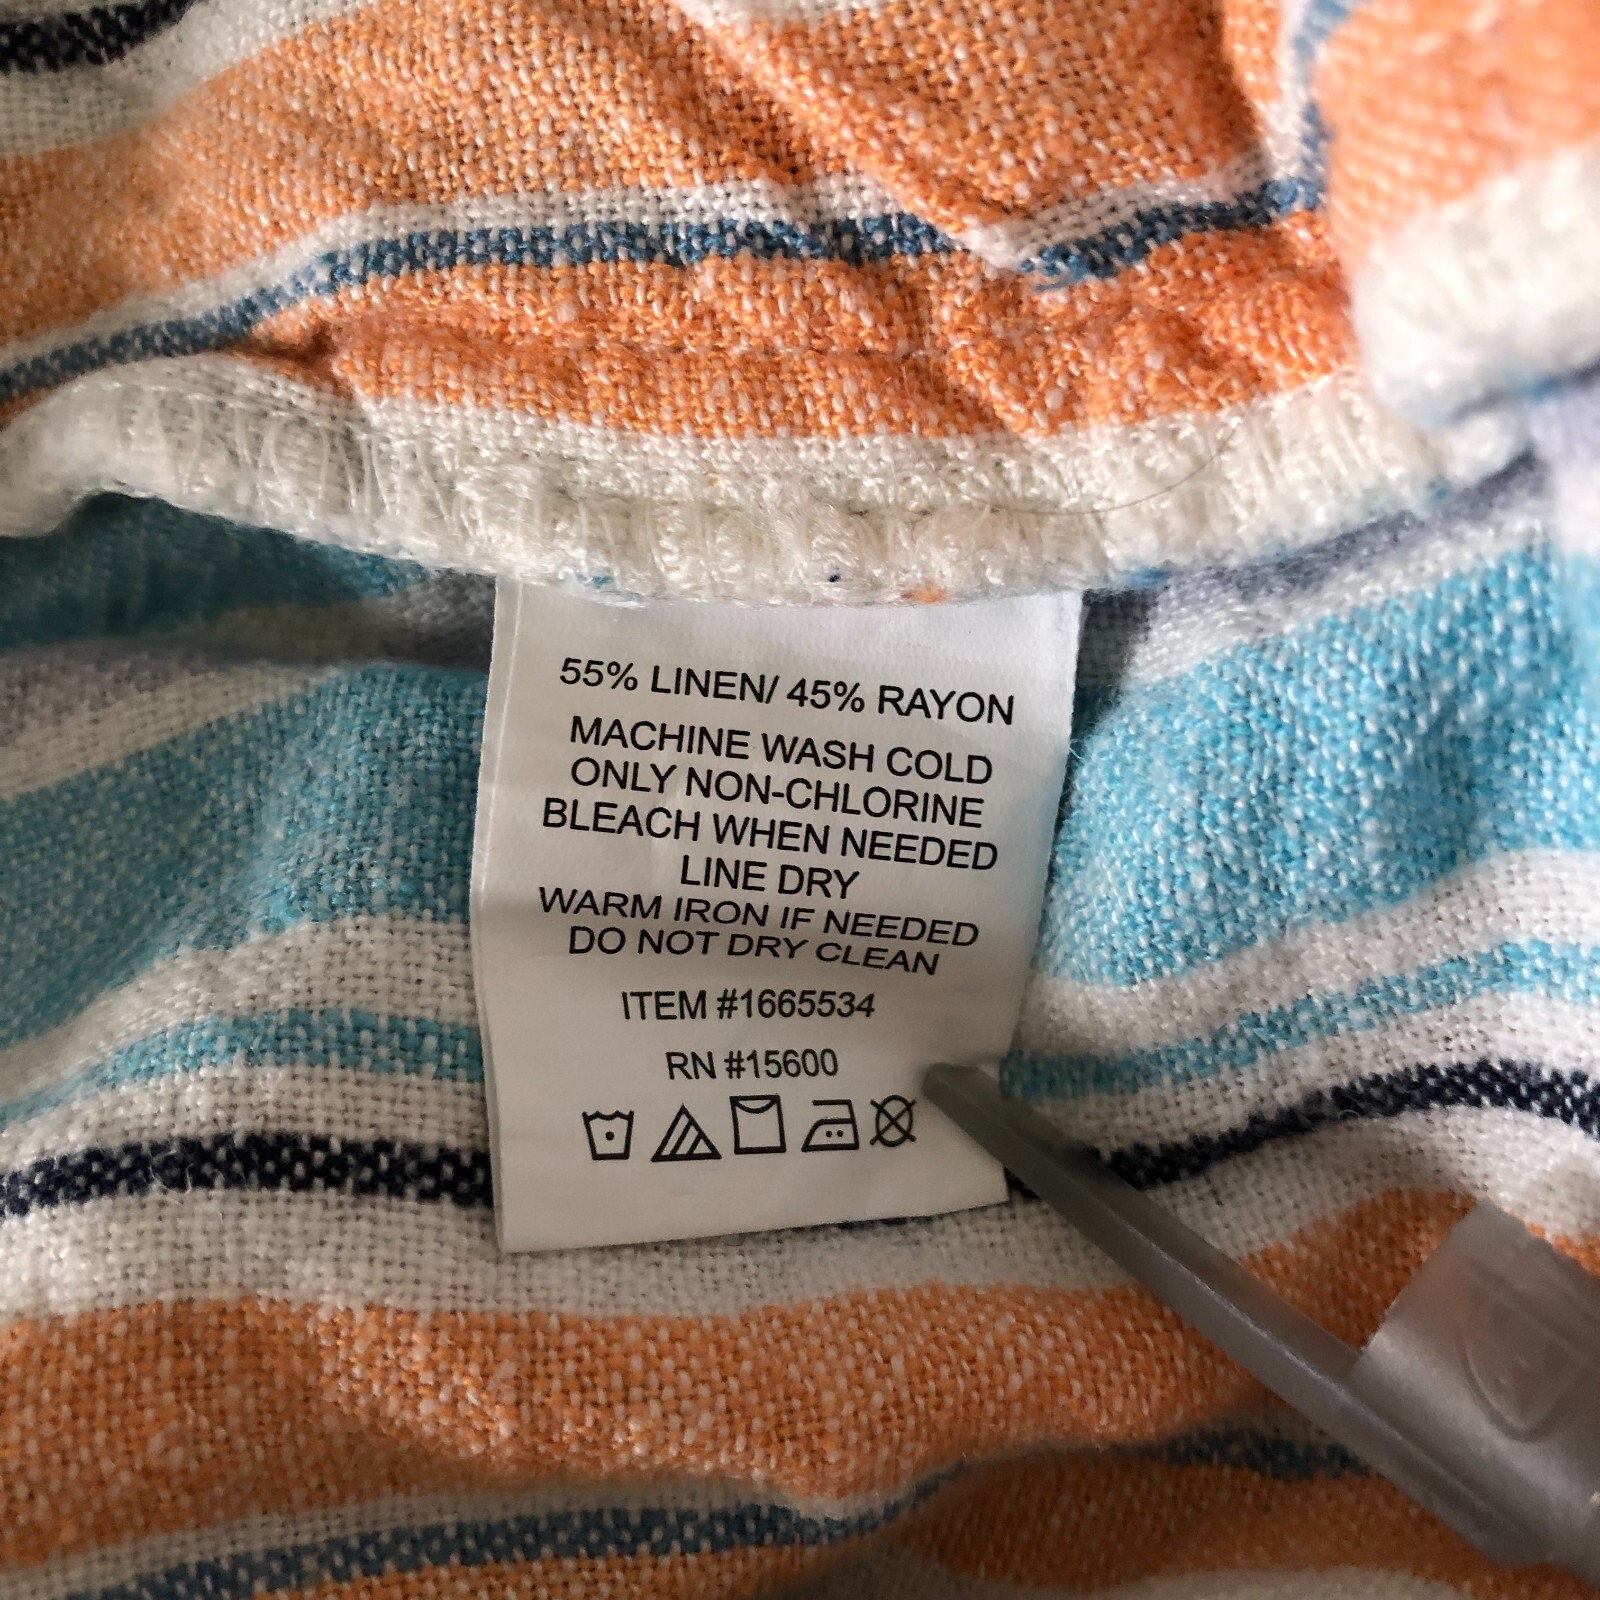 55% LINEN/ 45% RAYON
MACHINE WASH COLD
ONLY NON-CHLORINE
BLEACH WHEN NEEDED
LINE DRY
WARM IRON IF NEEDED
DO NOT DRY CLEAN
ITEM #1665534
RN #15600